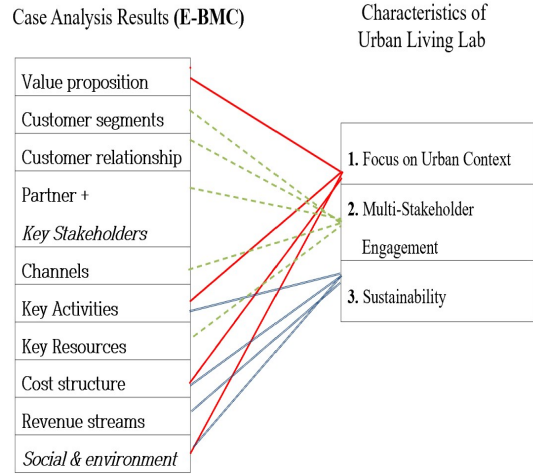 Case Analysis Results (E-BMC)
Characteristics of
Urban Living Lab
Value proposition
Customer segments
Customer relationship
Partner +
Key Stakeholders
Channels
Key Activities
Key Resources
Cost structure
Revenue streams
Social & environment
1. Focus on Urban Context
2. Multi-Stakeholder
Engagement
3. Sustainability